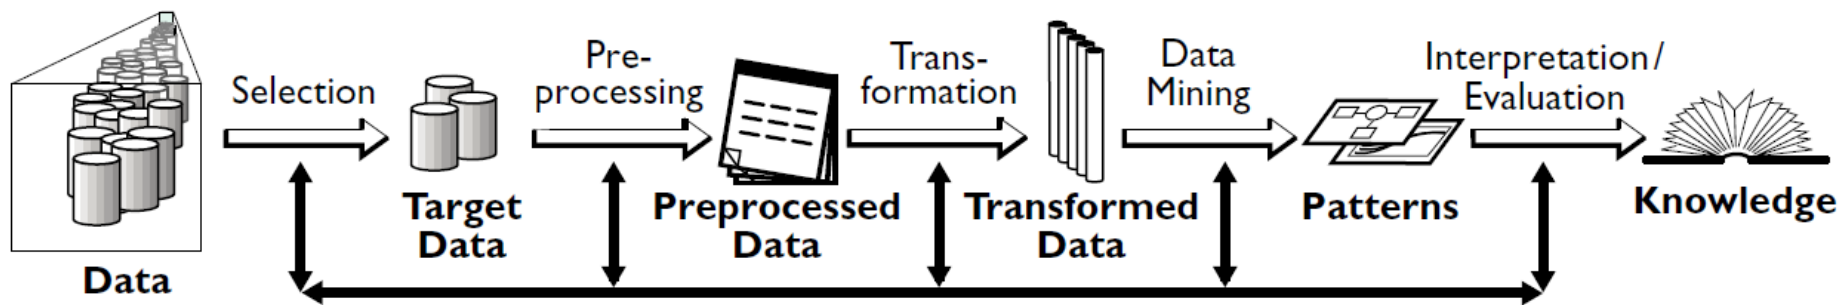 Selection
Pre-
processing
Trans-
formation
Data
Mining
Interpretation/
Evaluation
Data
Target
Data
Preprocessed
Data
Transformed
Data
Patterns
Knowledge